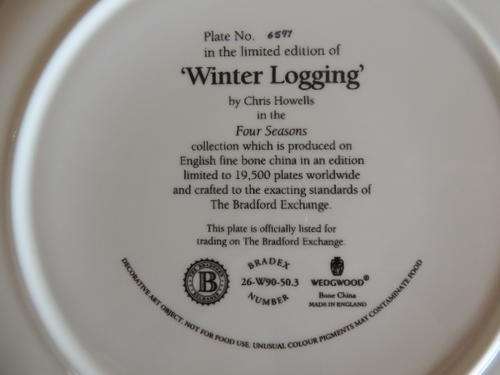 Plate No. 6597
in the limited edition of
'Winter Logging'
by Chris Howells
in the
Four Seasons
collection which is produced on
English fine bone china in an edition
limited to 19,500 plates worldwide
and crafted to the exacting standards of
The Bradford Exchange.
This plate is officially listed for
trading on The Bradford Exchange.
THE BRADFORD
B
EXCHANGE
BRADEX
26-W90-50.3
NUMBER
WEDGWOOD®
Bone China
MADE IN ENGLAND
DECORATIVE ART OBJECT. NOT FOR FOOD USE. UNUSUAL COLOUR PIGMENTS MAY CONTAMINATE FOOD